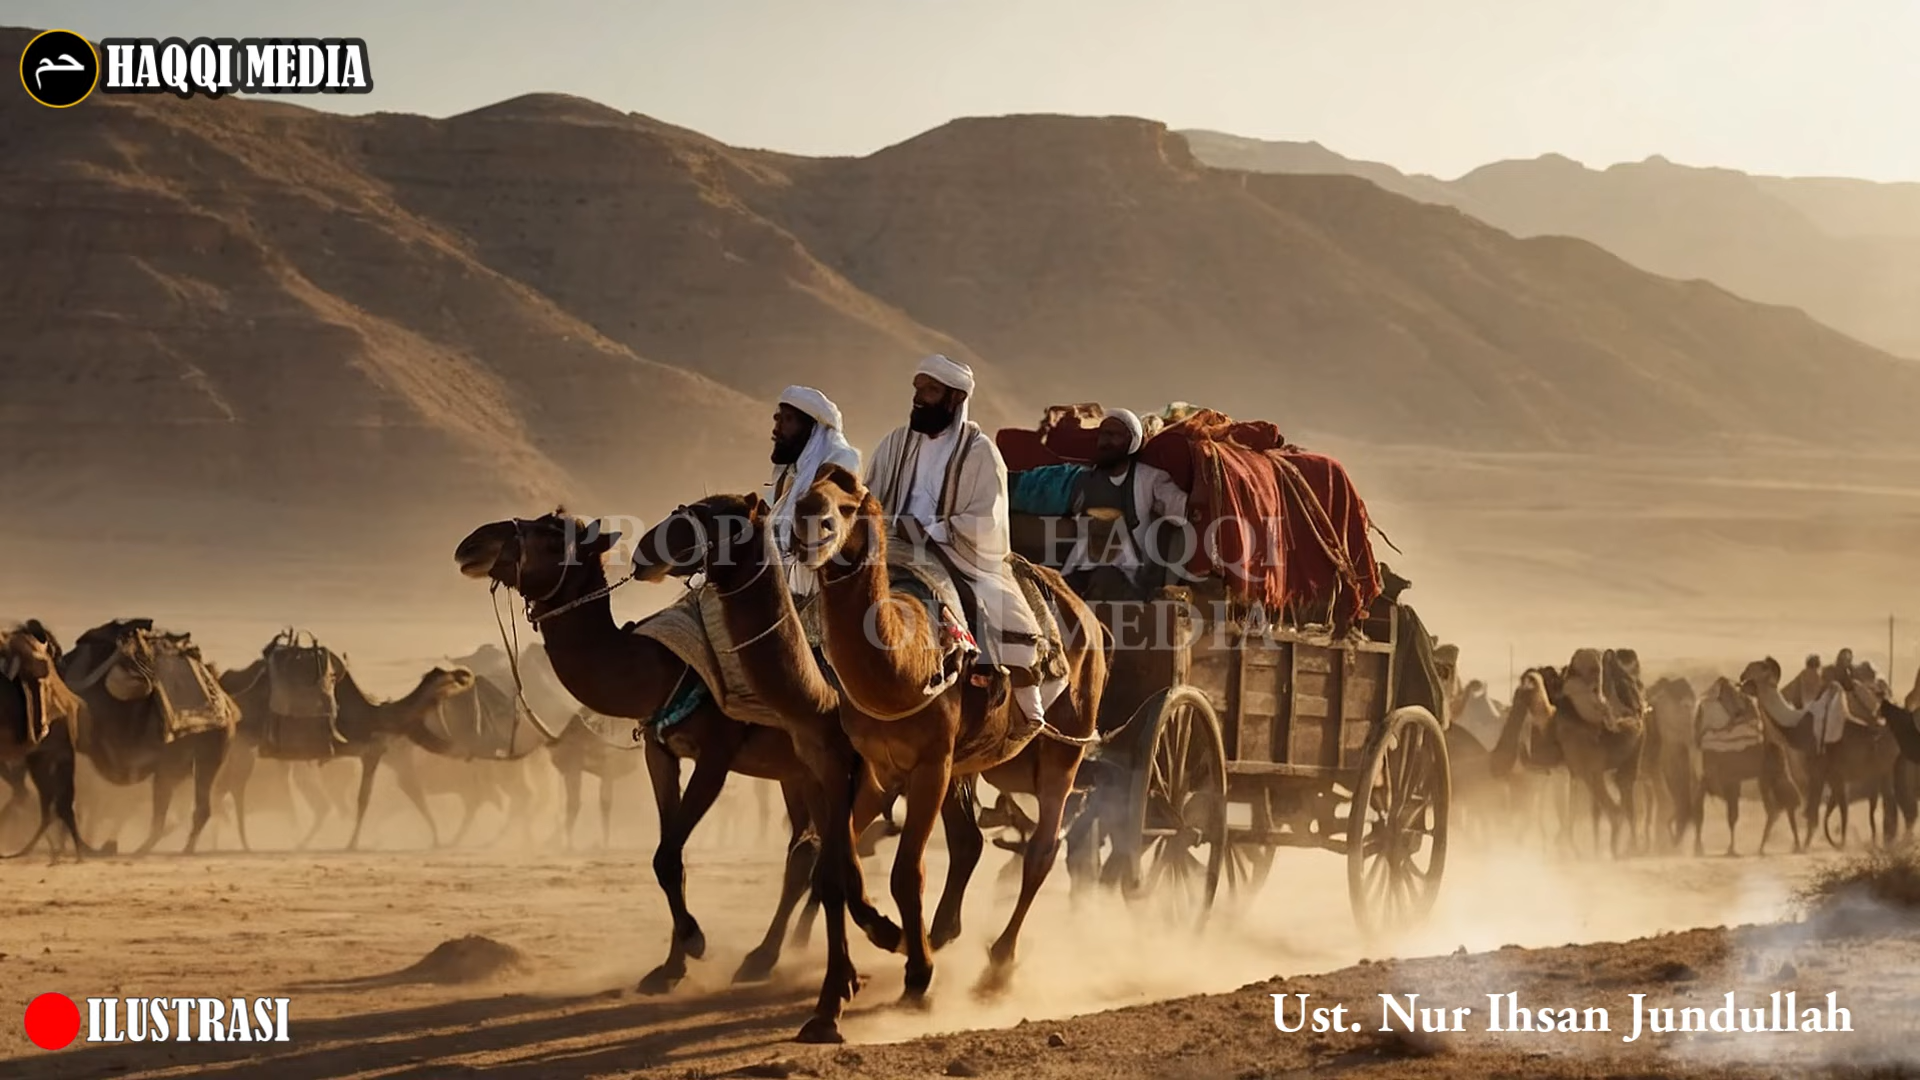 حم HAQQI MEDIA
PROPERTY | HAQQI
OF | MEDIA
ILUSTRASI
Ust. Nur Ihsan Jundullah